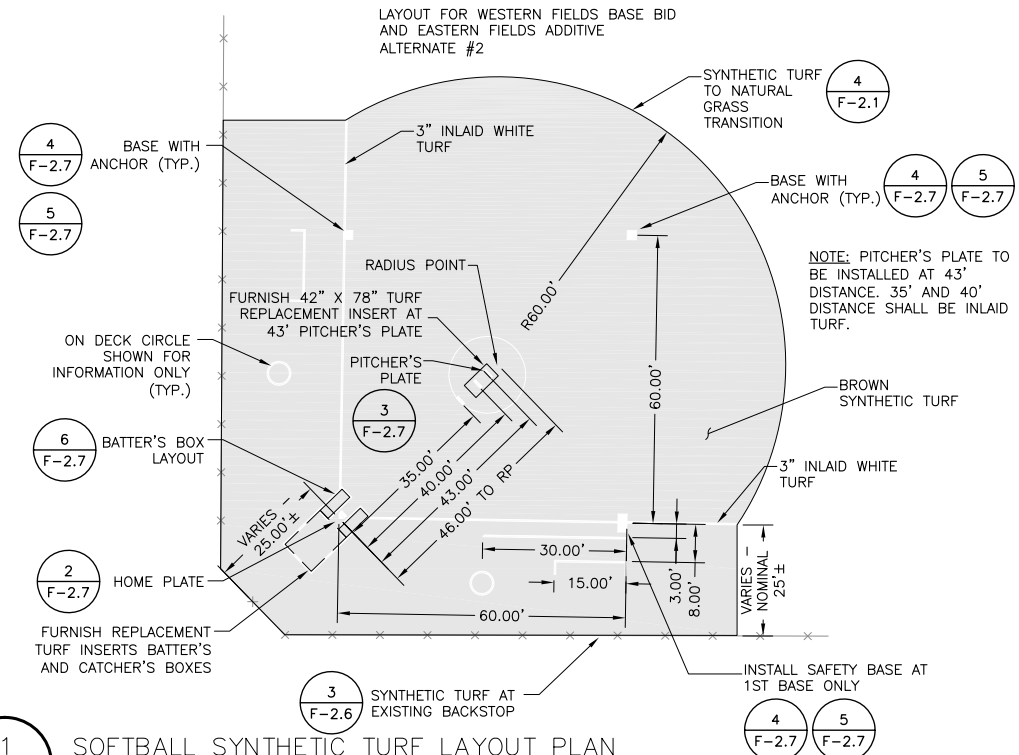 LAYOUT FOR WESTERN FIELDS BASE BID
AND EASTERN FIELDS ADDITIVE
ALTERNATE #2
SYNTHETIC TURF
TO NATURAL
GRASS
TRANSITION
4
F-2.1
4
F-2.7
5
F-2.7
BASE WITH
ANCHOR (TYP.)
3" INLAID WHITE
TURF
BASE WITH
ANCHOR (TYP.)
4
F-2.7
5
F-2.7
NOTE: PITCHER'S PLATE TO
BE INSTALLED AT 43'
DISTANCE. 35' AND 40'
DISTANCE SHALL BE INLAID
TURF.
RADIUS POINT
R60.00'
FURNISH 42" X 78" TURF
REPLACEMENT INSERT AT
43' PITCHER'S PLATE
PITCHER'S
PLATE
3
F-2.7
ON DECK CIRCLE
SHOWN FOR
INFORMATION ONLY
(TYP.)
60.00'
BROWN
SYNTHETIC TURF
6
F-2.7
BATTER'S BOX
LAYOUT
35.00'
40.00'
43.00'
46.00' TO RP
3" INLAID WHITE
TURF
VARIES -
25.00'±
30.00'
15.00'
3.00'
8.00'
VARIES -
NOMINAL
25'±
2
F-2.7
HOME PLATE
60.00'
FURNISH REPLACEMENT
TURF INSERTS BATTER'S
AND CATCHER'S BOXES
3
F-2.6
SYNTHETIC TURF AT
EXISTING BACKSTOP
INSTALL SAFETY BASE AT
1ST BASE ONLY
4
F-2.7
5
F-2.7
1
SOFTBALL SYNTHETIC TURF LAYOUT PLAN